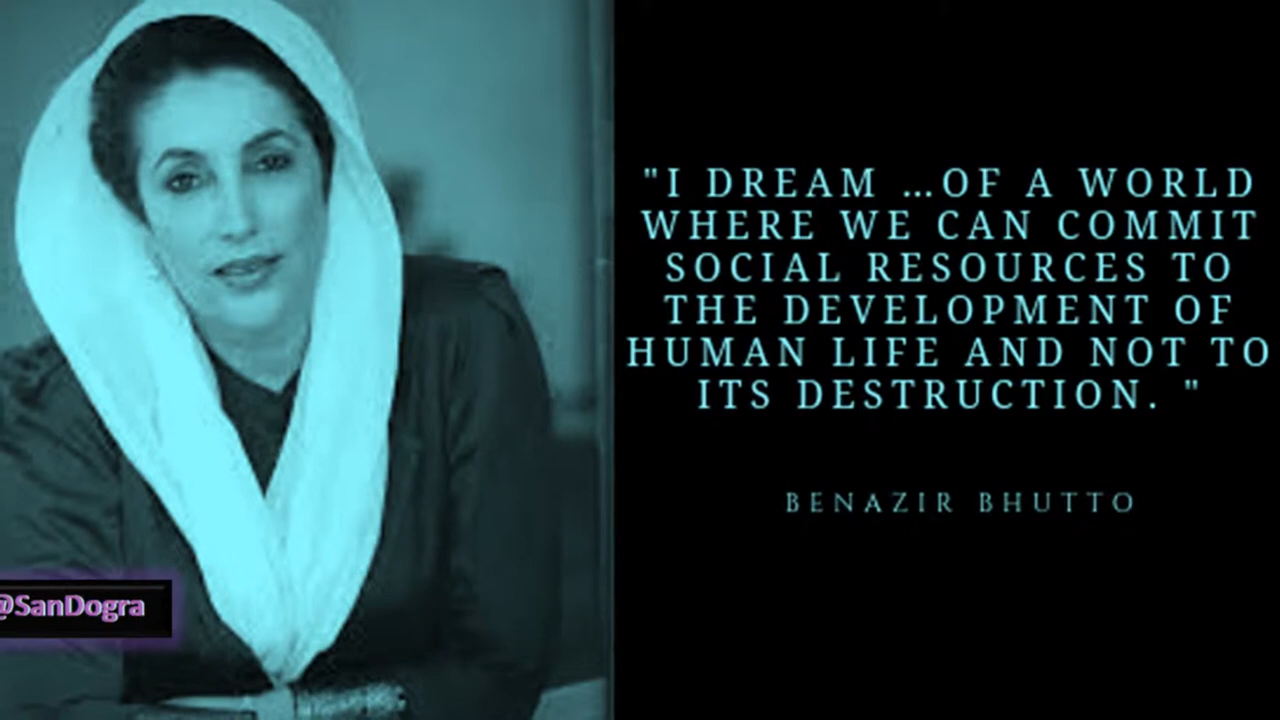 "I DREAM ...OF A WORLD
WHERE WE CAN COMMIT
SOCIAL RESOURCES TO
THE DEVELOPMENT OF
HUMAN LIFE AND NOT TO
ITS DESTRUCTION. "
BENAZIR BHUTTO
@SanDogra